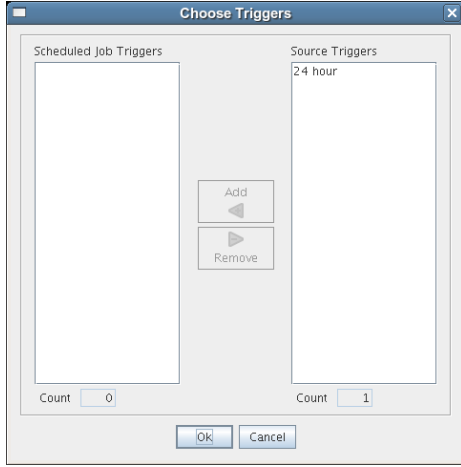 Choose Triggers
Scheduled Job Triggers
Source Triggers
24 hour
Add
Remove
Count 0
Count 1
Ok
Cancel